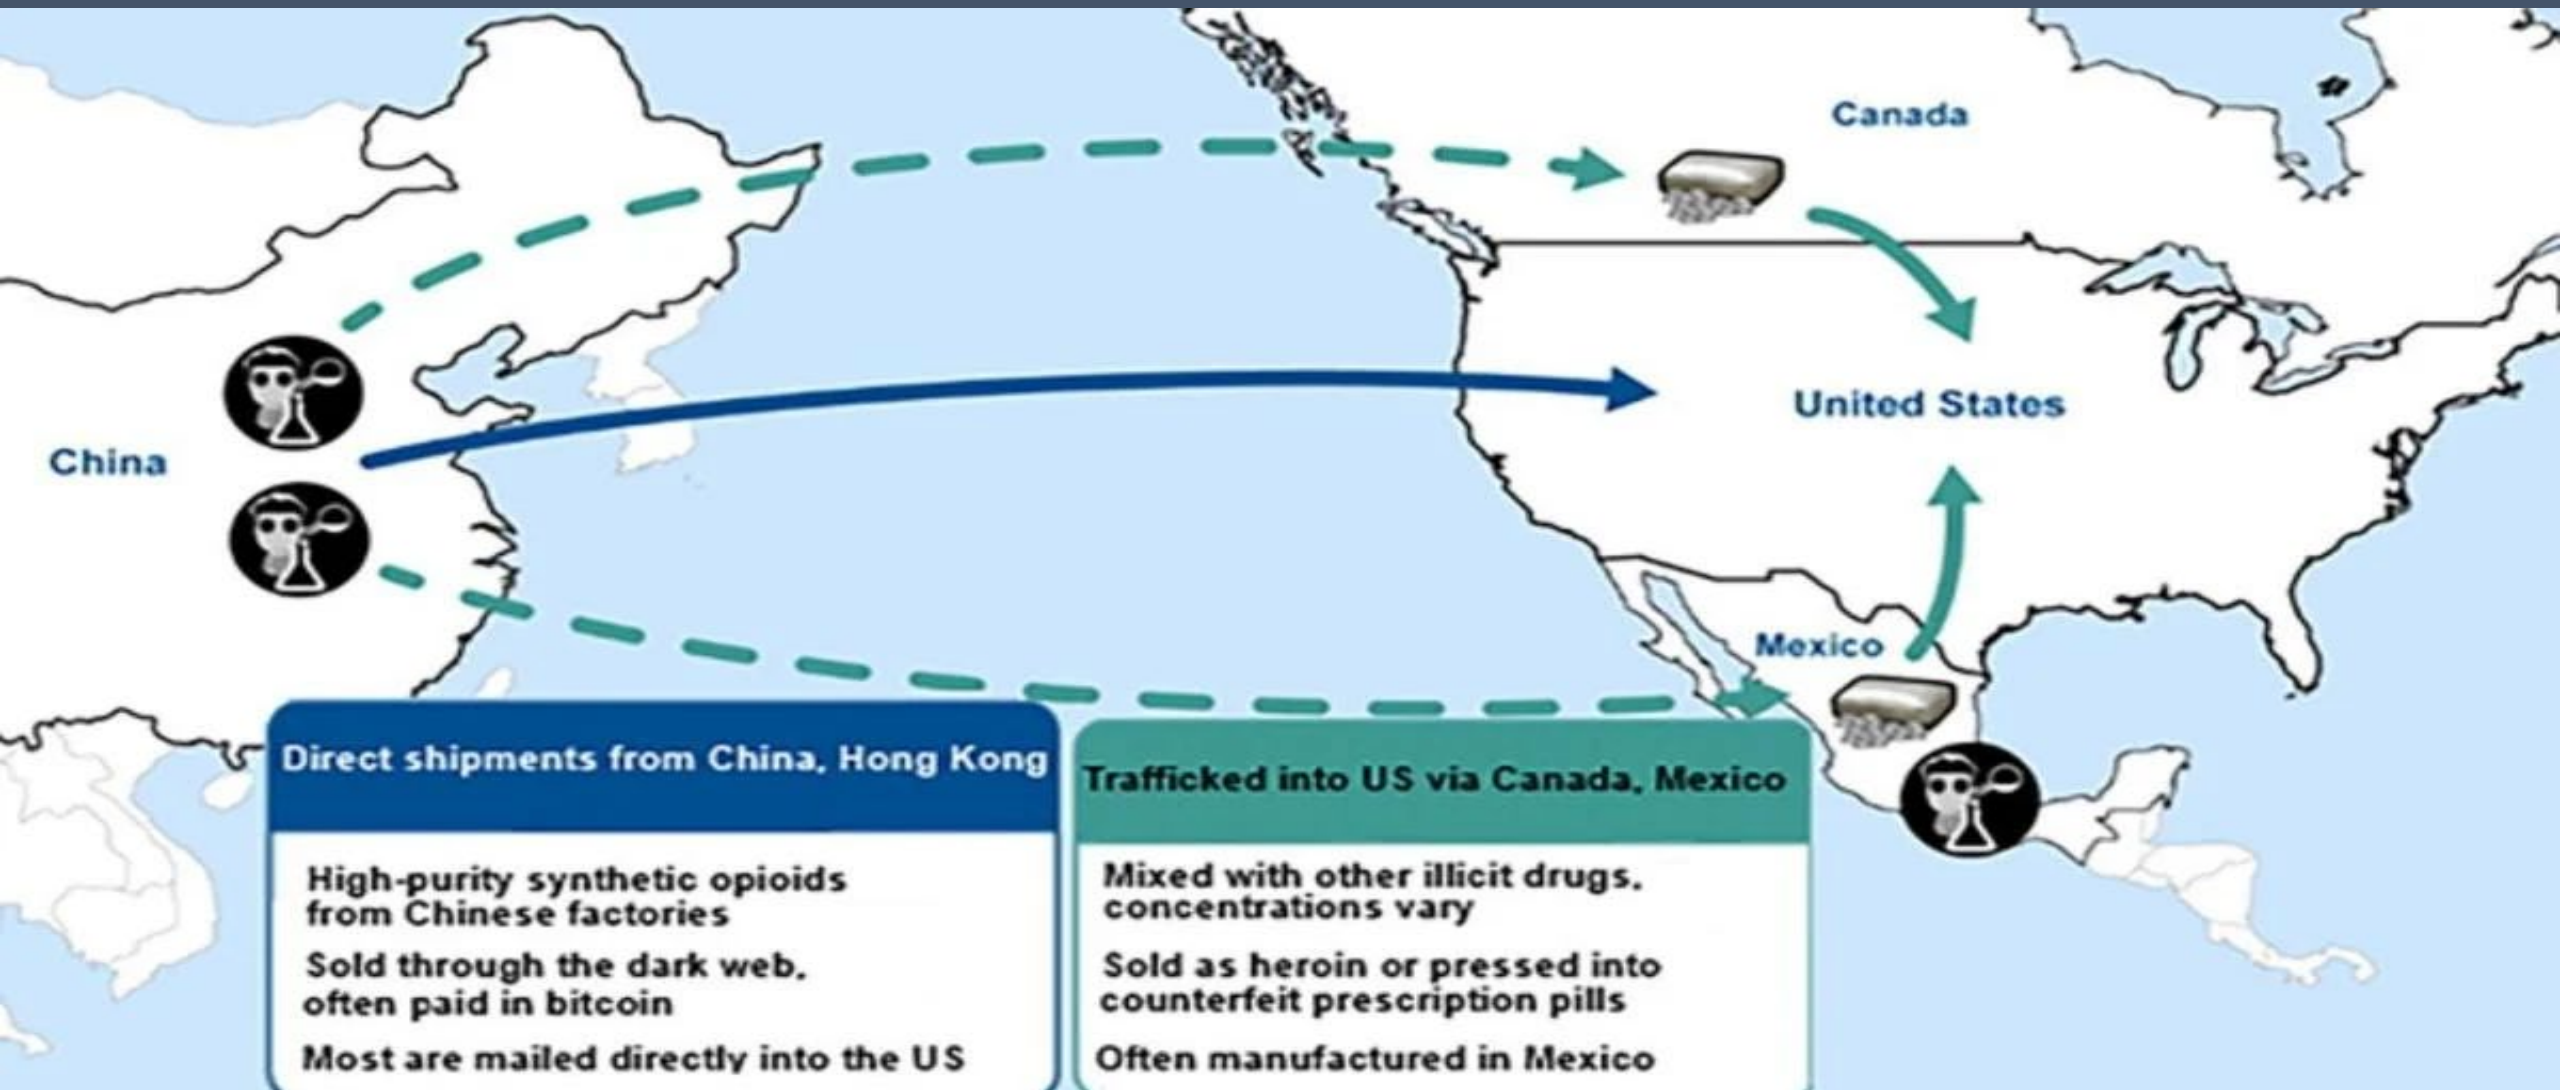 Canada
China
United States
Mexico
Direct shipments from China, Hong Kong
High-purity synthetic opioids
from Chinese factories
Sold through the dark web,
often paid in bitcoin
Most are mailed directly into the US
Trafficked into US via Canada, Mexico
Mixed with other illicit drugs,
concentrations vary
Sold as heroin or pressed into
counterfeit prescription pills
Often manufactured in Mexico